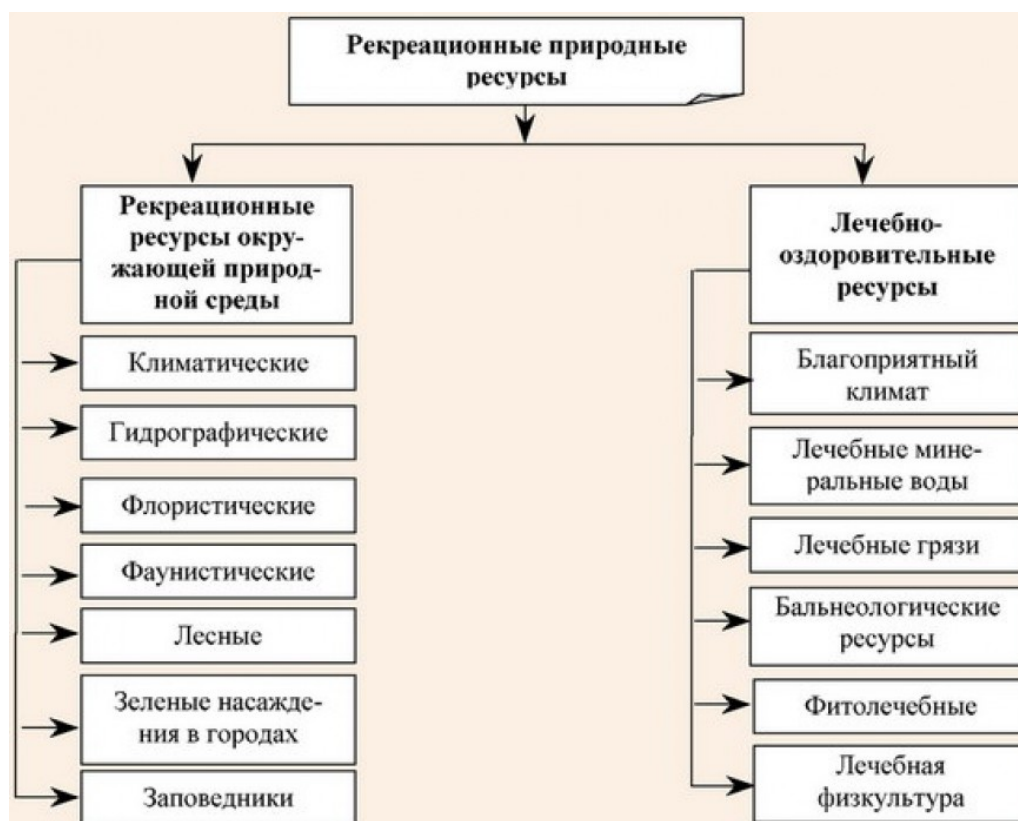 Рекреационные природные
ресурсы
Рекреационные
ресурсы окру-
жающей природ-
ной среды
Климатические
Гидрографические
Флористические
Фаунистические
Лесные
Зеленые насажде-
ния в городах
Заповедники
Лечебно-
оздоровительные
ресурсы
Благоприятный
климат
Лечебные мине-
ральные воды
Лечебные грязи
Бальнеологические
ресурсы
Фитолечебные
Лечебная
физкультура